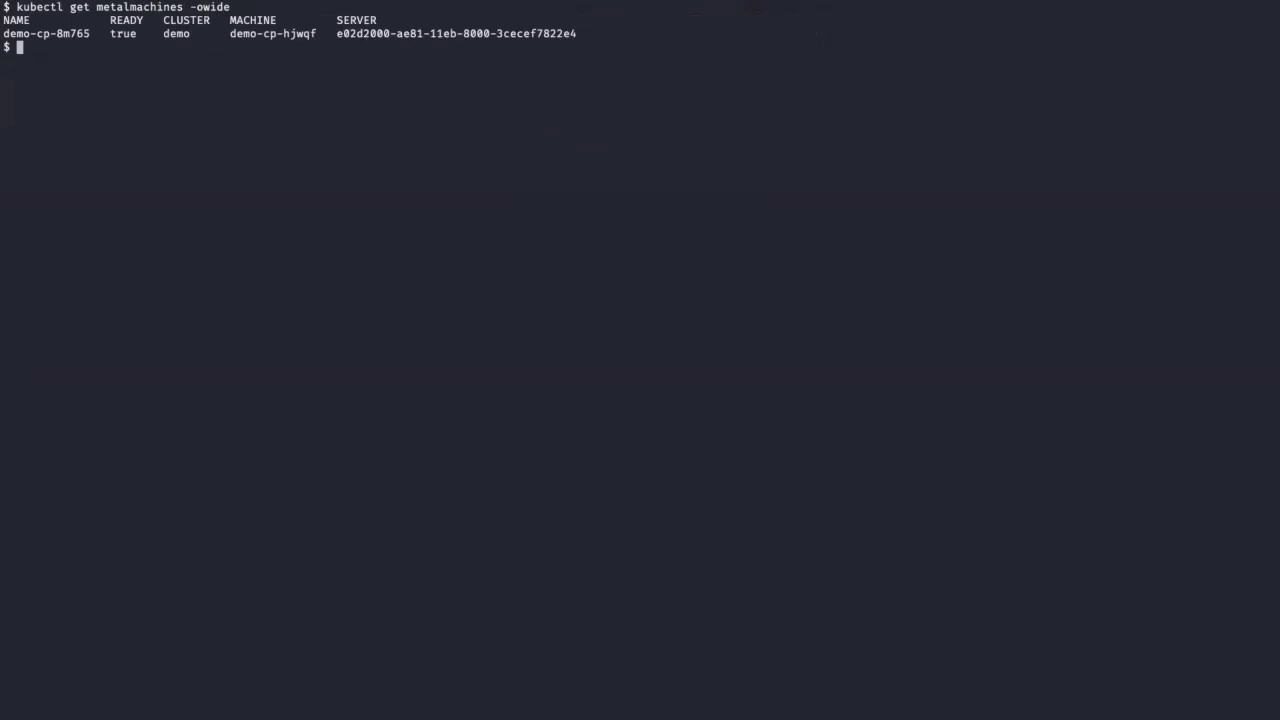 $ kubectl get metalmachines -owide
NAME READY CLUSTER MACHINE SERVER
demo-cp-8m765 true demo demo-cp-hjwqf e02d2000-ae81-11eb-8000-3cecef7822e4
$